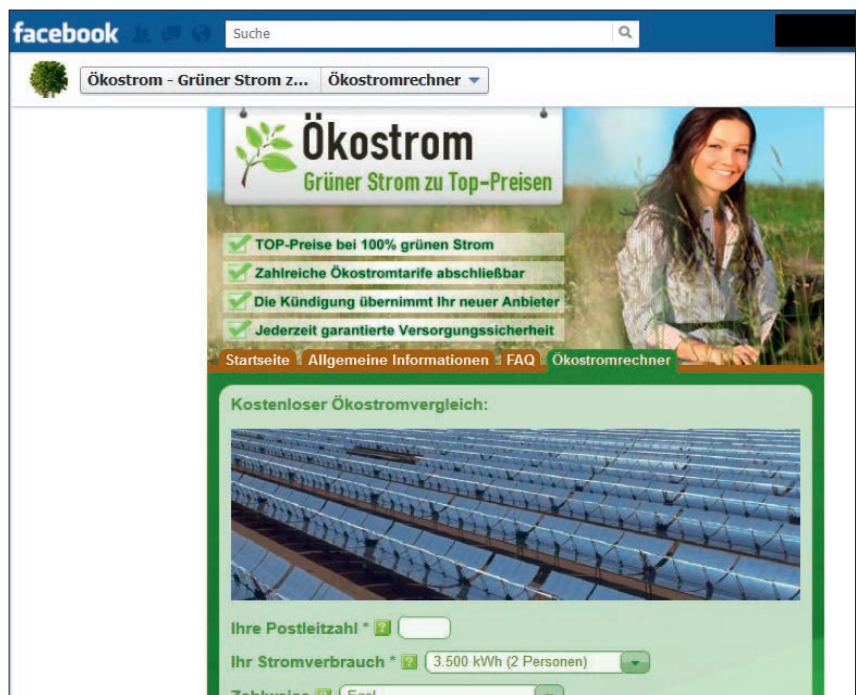 facebook Suche
Ökostrom - Grüner Strom z... Ökostromrechner
Ökostrom
Grüner Strom zu Top-Preisen
TOP-Preise bei 100% grünen Strom
Zahlreiche Ökostromtarife abschließbar
Die Kündigung übernimmt Ihr neuer Anbieter
Jederzeit garantierte Versorgungssicherheit
Startseite Allgemeine Informationen FAQ Ökostromrechner
Kostenloser Ökostromvergleich:
Ihre Postleitzahl * ?
Ihr Stromverbrauch * ? 3.500 kWh (2 Personen)
Zahlweise ? Egal